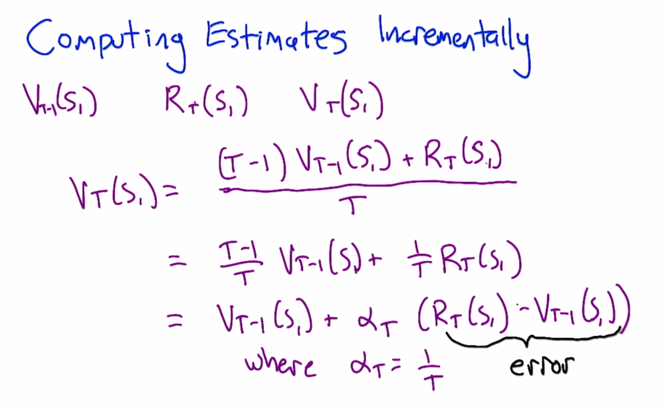 Computing Estimates Incrementally
V_{T-1}(S_1) R_T(S_1) V_T(S_1)
V_T(S_1) = \frac{(T-1) V_{T-1}(S_1) + R_T(S_1)}{T}
= \frac{T-1}{T} V_{T-1}(S_1) + \frac{1}{T} R_T(S_1)
= V_{T-1}(S_1) + α_T (R_T(S_1) - V_{T-1}(S_1))
where α_T = \frac{1}{T} error